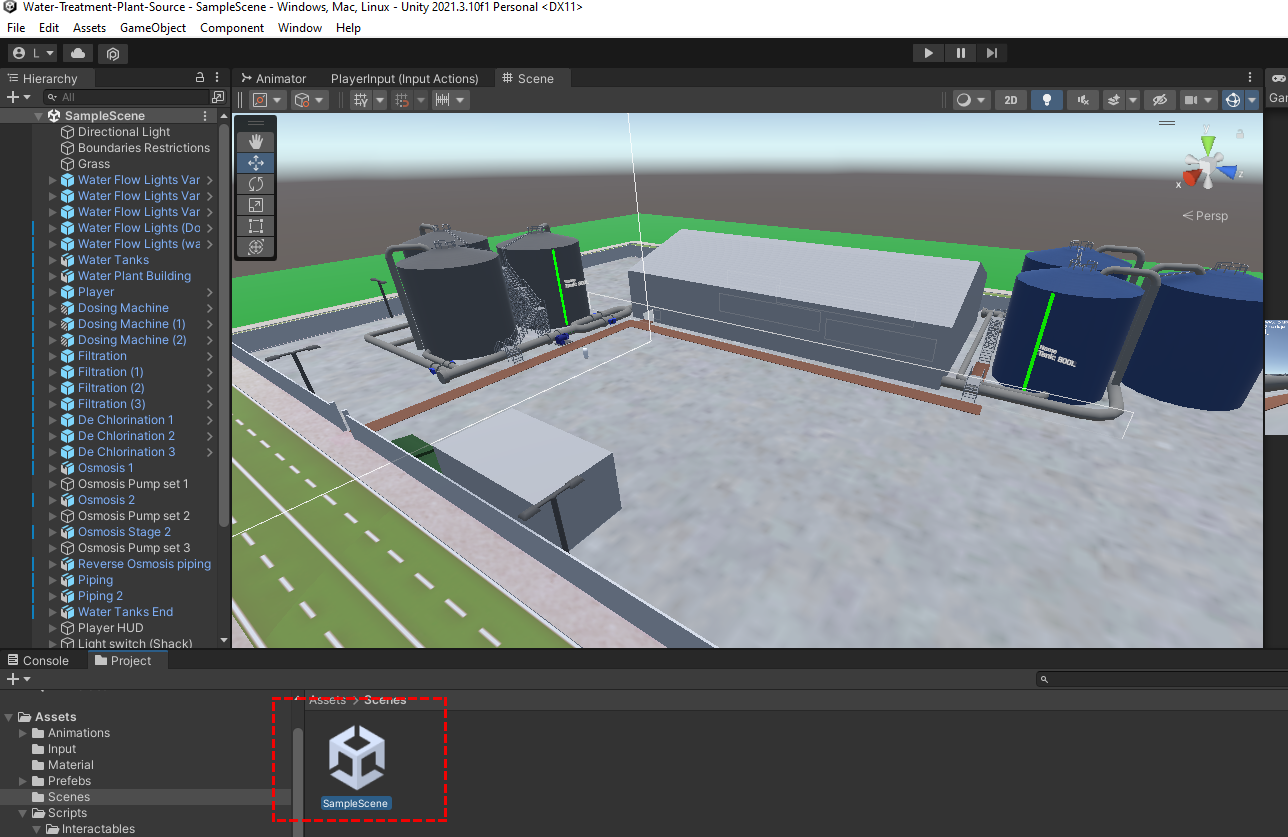 Water-Treatment-Plant-Source - SampleScene - Windows, Mac, Linux - Unity 2021.3.10f1 Personal <DX11>
File Edit Assets GameObject Component Window Help
L
Hierarchy
All
SampleScene
Directional Light
Boundaries Restrictions
Grass
Water Flow Lights Var
Water Flow Lights Var
Water Flow Lights Var
Water Flow Lights (Do
Water Flow Lights (wa
Water Tanks
Water Plant Building
Player
Dosing Machine
Dosing Machine (1)
Dosing Machine (2)
Filtration
Filtration (1)
Filtration (2)
Filtration (3)
De Chlorination 1
De Chlorination 2
De Chlorination 3
Osmosis 1
Osmosis Pump set 1
Osmosis 2
Osmosis Pump set 2
Osmosis Stage 2
Osmosis Pump set 3
Reverse Osmosis piping
Piping
Piping 2
Water Tanks End
Player HUD
Light switch (Shack)
Animator PlayerInput (Input Actions) Scene
2D
Gar
y
x
z
Persp
Name
Tank: BOOL
Console Project
Assets
Animations
Input
Material
Prefebs
Scenes
Scripts
Interactables
Assets > Scenes
SampleScene